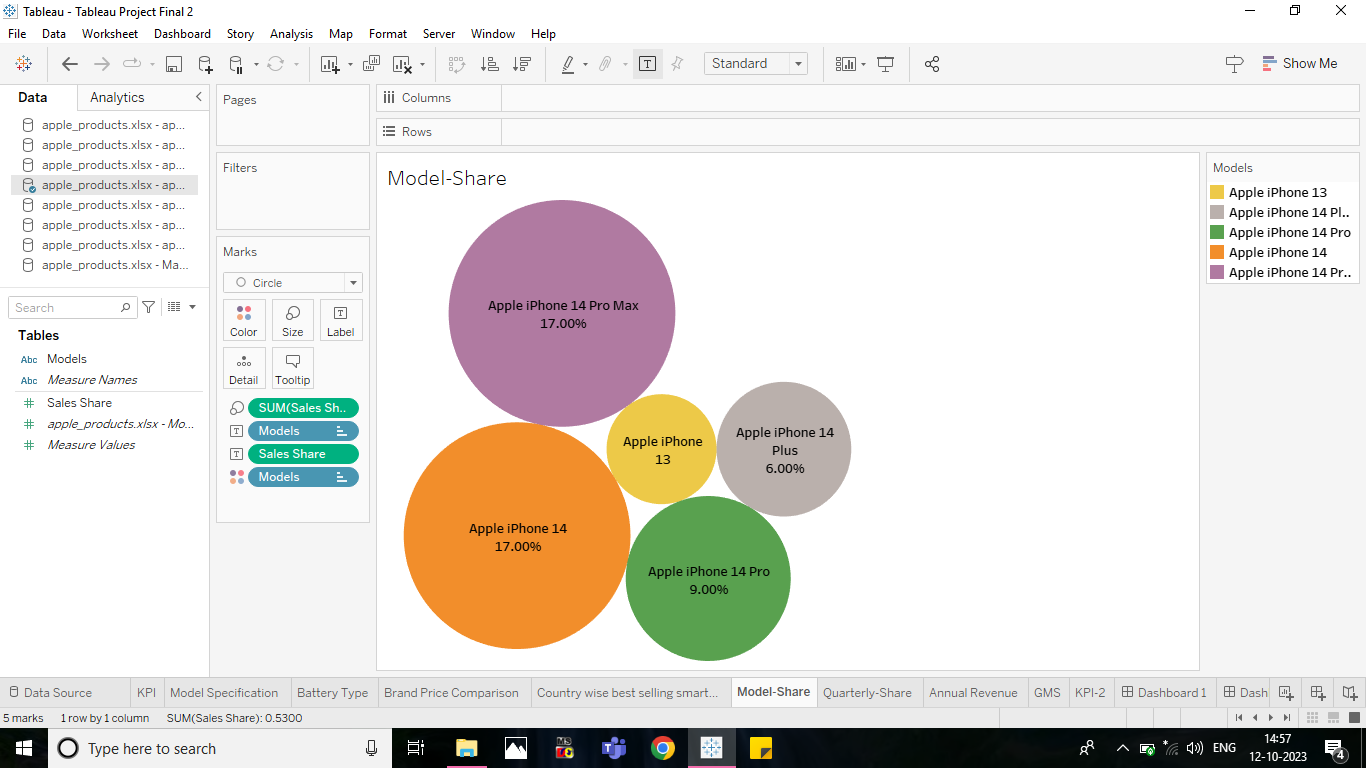 Tableau - Tableau Project Final 2
File Data Worksheet Dashboard Story Analysis Map Format Server Window Help
Standard
Show Me
Data Analytics
apple_products.xlsx - ap...
apple_products.xlsx - ap...
apple_products.xlsx - ap...
apple_products.xlsx - ap...
apple_products.xlsx - ap...
apple_products.xlsx - ap...
apple_products.xlsx - ap...
apple_products.xlsx - Ma...
Search
Tables
Abc Models
Abc Measure Names
Sales Share
apple_products.xlsx - Mo...
Measure Values
Pages
Filters
Marks
Circle
Color Size Label
Detail Tooltip
SUM(Sales Sh..
Models
Sales Share
Models
Columns
Rows
Model-Share
Apple iPhone 14 Pro Max
17.00%
Apple iPhone
13
Apple iPhone 14
Plus
6.00%
Apple iPhone 14
17.00%
Apple iPhone 14 Pro
9.00%
Models
Apple iPhone 13
Apple iPhone 14 Pl..
Apple iPhone 14 Pro
Apple iPhone 14
Apple iPhone 14 Pr..
Data Source KPI Model Specification Battery Type Brand Price Comparison Country wise best selling smart... Model-Share Quarterly-Share Annual Revenue GMS KPI-2 Dashboard 1 Dash
5 marks 1 row by 1 column SUM(Sales Share): 0.5300
Type here to search
ENG
14:57
12-10-2023
4